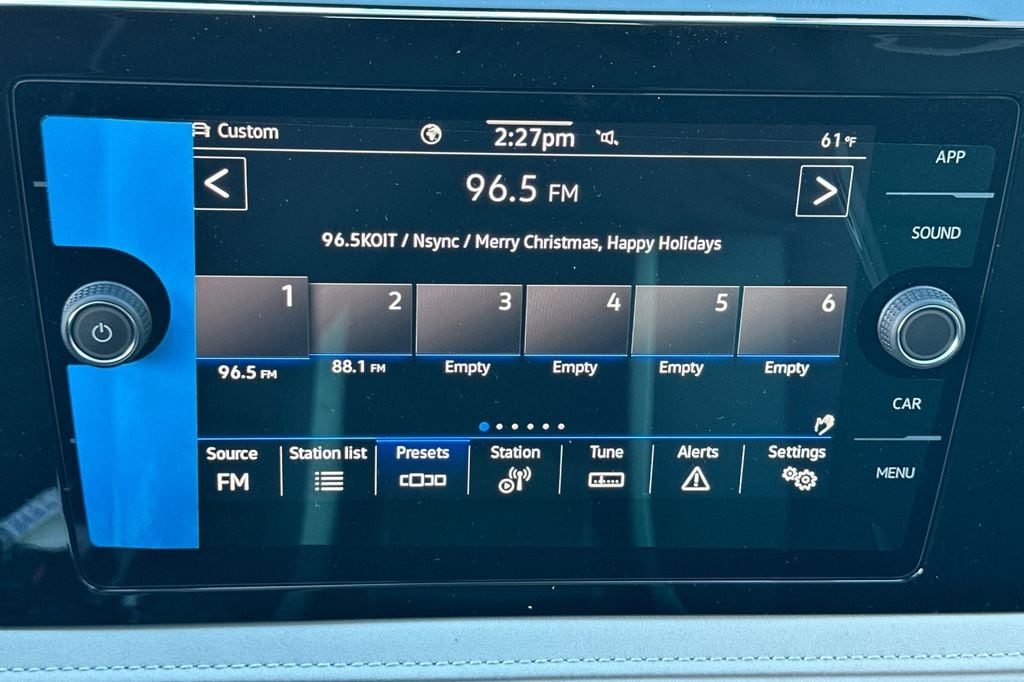 Custom 2:27pm 61°F
APP
96.5 FM
SOUND
96.5KOIT / Nsync / Merry Christmas, Happy Holidays
1 2 3 4 5 6
96.5 FM 88.1 FM Empty Empty Empty Empty
CAR
Source Station list Presets Station Tune Alerts Settings
FM
MENU